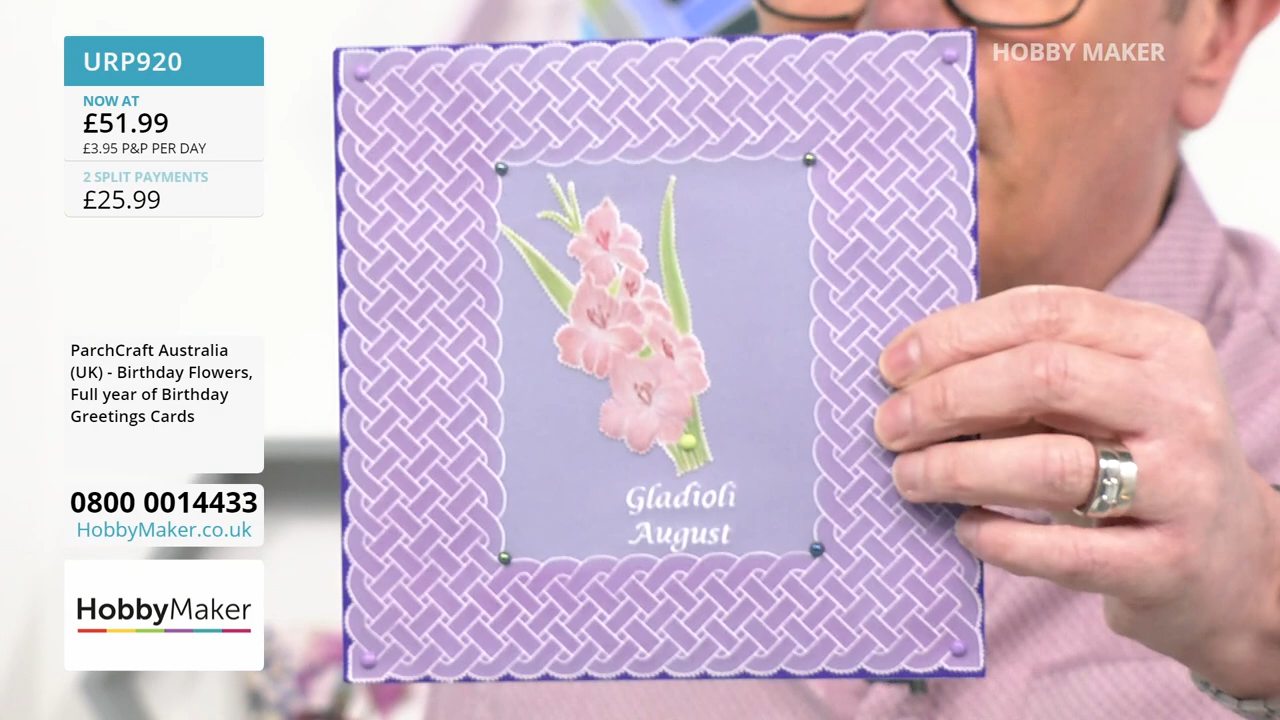 URP920
NOW AT
£51.99
£3.95 P&P PER DAY
2 SPLIT PAYMENTS
£25.99
ParchCraft Australia
(UK) - Birthday Flowers,
Full year of Birthday
Greetings Cards
0800 0014433
HobbyMaker.co.uk
HobbyMaker
HOBBY MAKER
Gladioli
August